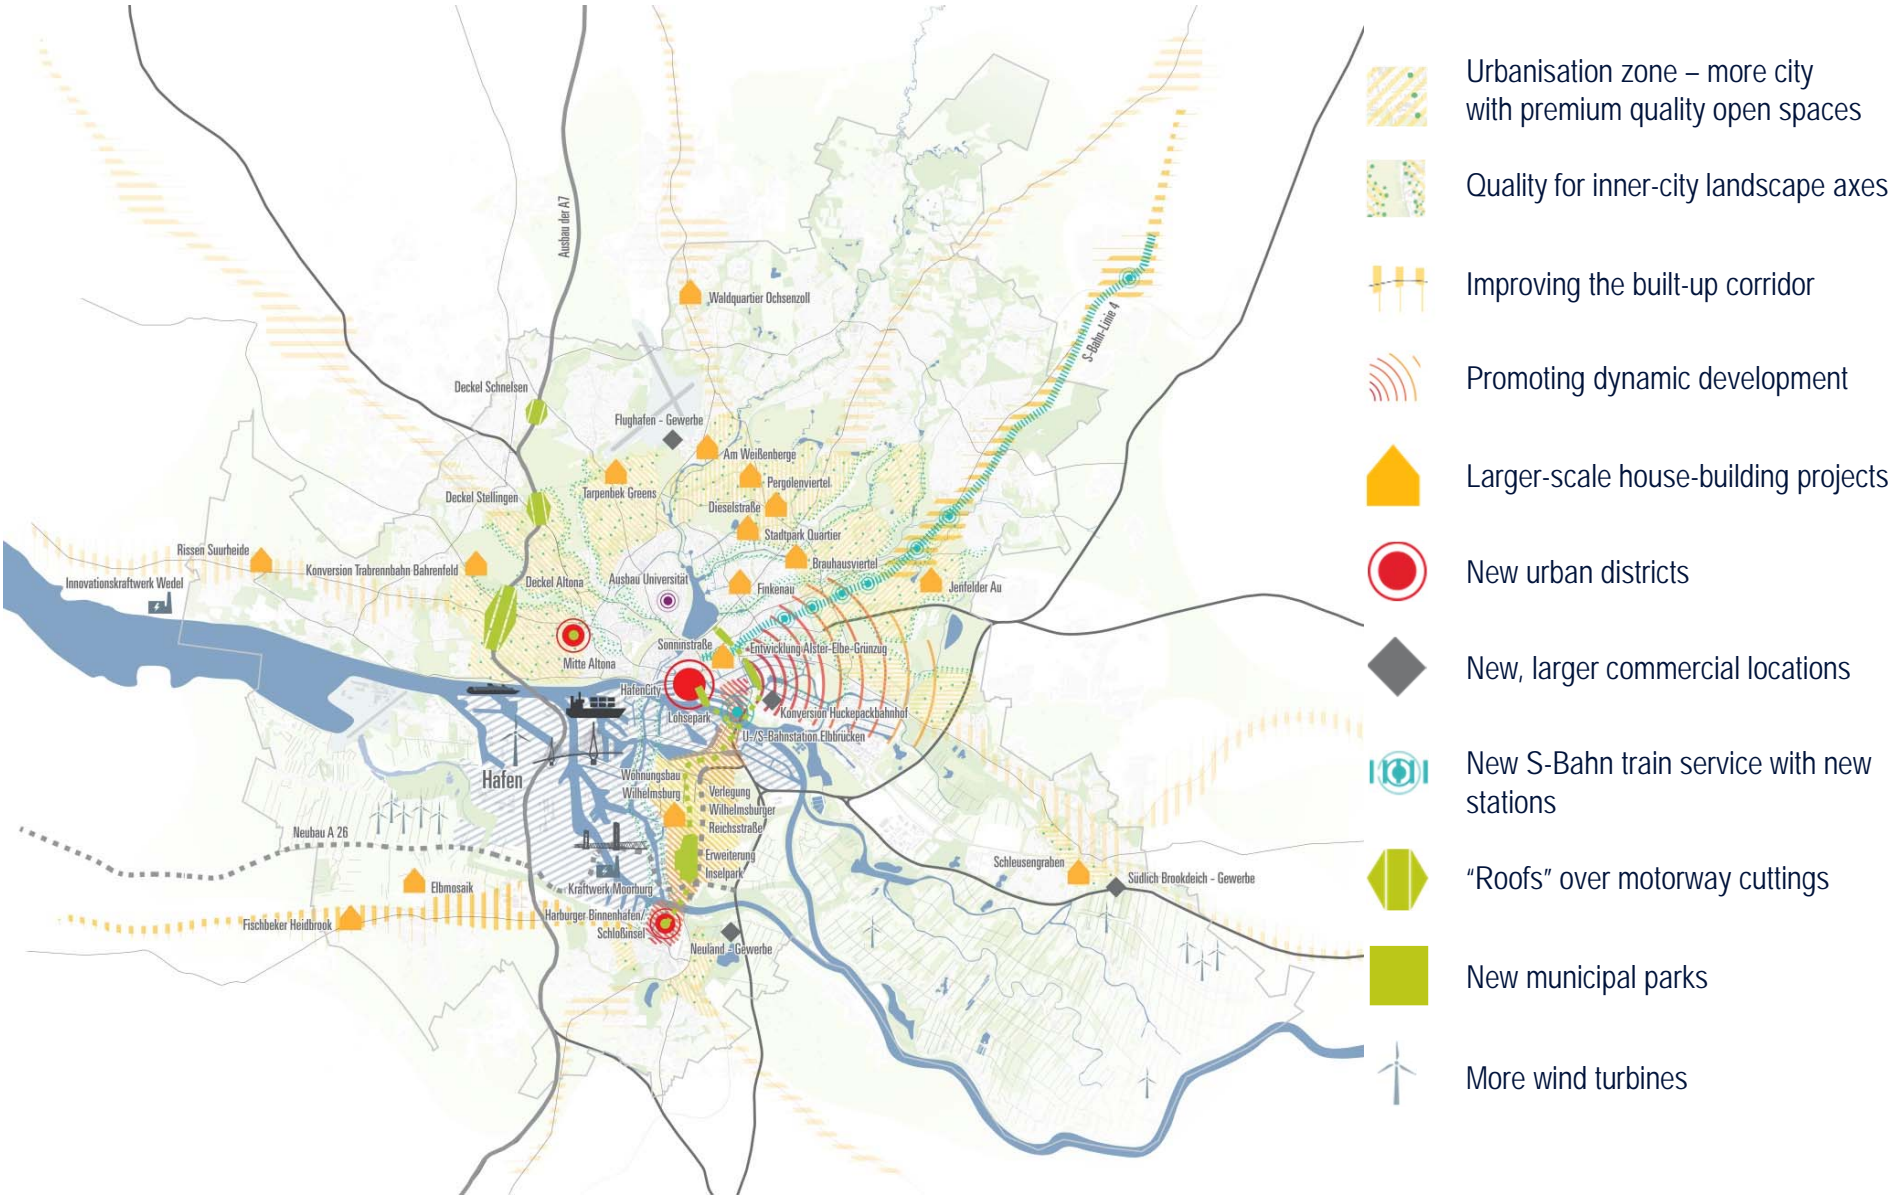 Ausbau der A7
Waldquartier Ochsenzoll
S-Bahn-Linie 4
Deckel Schnelsen
Flughafen - Gewerbe
Am Weißenberge
Pergolenviertel
Tarpenbek Greens
Deckel Stellingen
Dieselstraße
Stadtpark Quartier
Rissen Suurheide
Brauhausviertel
Konversion Trabrennbahn Bahrenfeld
Innovationskraftwerk Wedel
Deckel Altona
Ausbau Universität
Finkenau
Jenfelder Au
Sonninstraße
Entwicklung Alster-Elbe-Grünzug
Mitte Altona
HafenCity
Lohsepark
Konversion Huckepackbahnhof
U-/S-Bahnstation Elbbrücken
Hafen
Wohnungsbau
Wilhelmsburg
Verlegung
Wilhelmsburger
Reichsstraße
Neubau A 26
Erweiterung
Inselpark
Schleusengraben
Südlich Brookdeich - Gewerbe
Elbmosaik
Kraftwerk Moorburg
Fischbeker Heidbrook
Harburger Binnenhafen/
Schloßinsel
Neuland - Gewerbe
Urbanisation zone – more city
with premium quality open spaces
Quality for inner-city landscape axes
Improving the built-up corridor
Promoting dynamic development
Larger-scale house-building projects
New urban districts
New, larger commercial locations
New S-Bahn train service with new
stations
“Roofs” over motorway cuttings
New municipal parks
More wind turbines